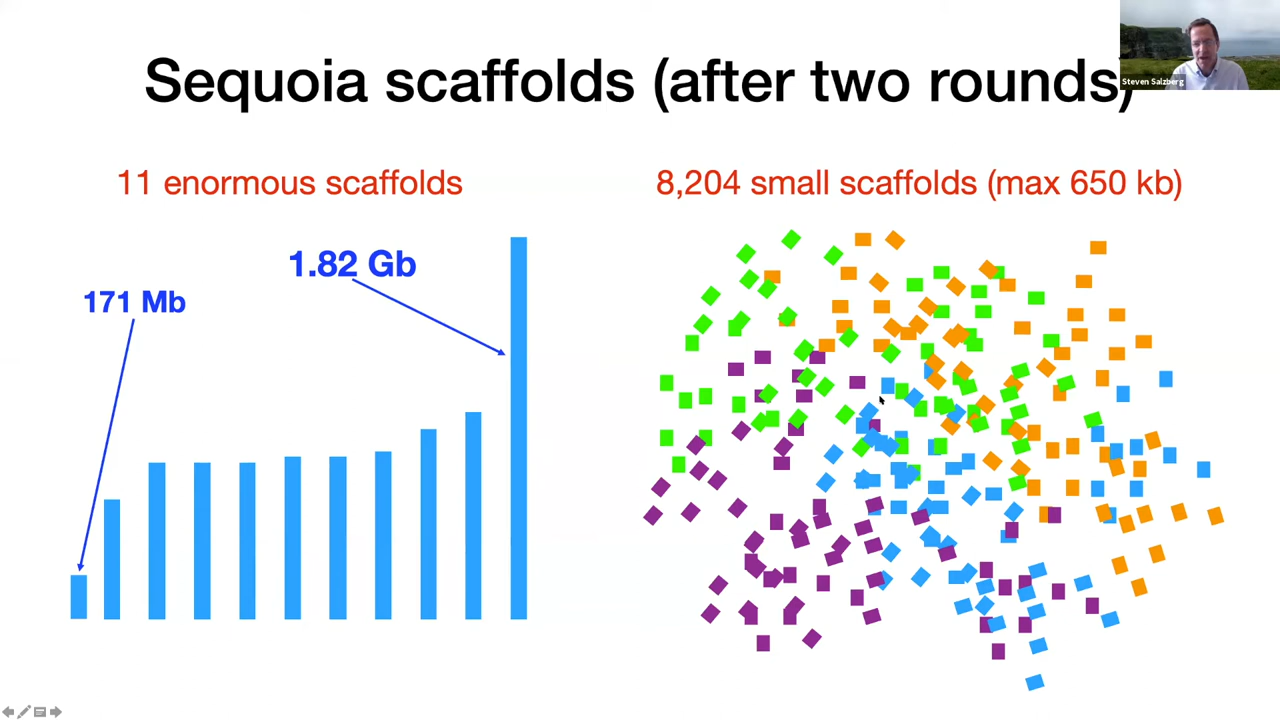 Sequoia scaffolds (after two rounds)
Steven Salzberg
11 enormous scaffolds
8,204 small scaffolds (max 650 kb)
1.82 Gb
171 Mb